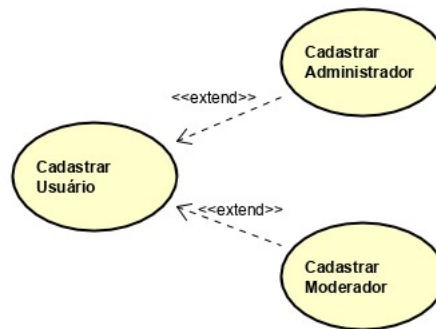 Cadastrar
Administrador
<<extend>>
Cadastrar
Usuário
<<extend>>
Cadastrar
Moderador